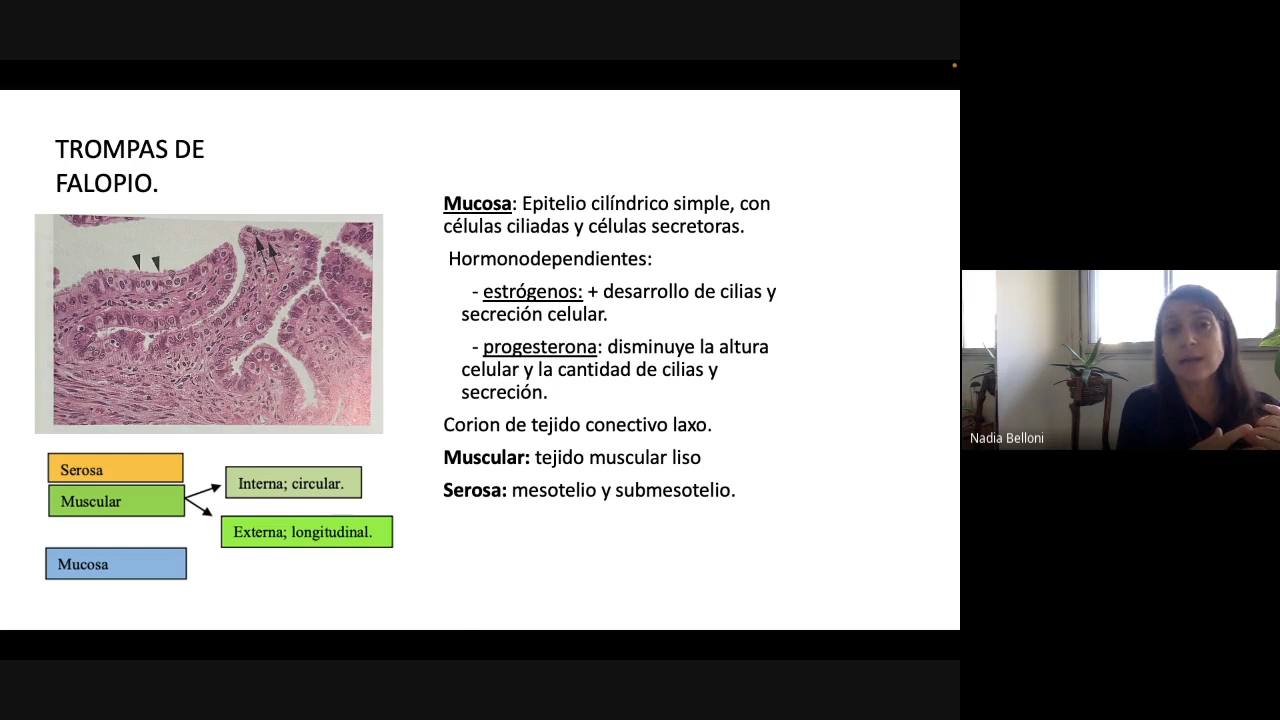 TROMPAS DE
FALOPIO.
Mucosa: Epitelio cilíndrico simple, con
células ciliadas y células secretoras.
Hormonodependientes:
- estrógenos: + desarrollo de cilias y
secreción celular.
- progesterona: disminuye la altura
celular y la cantidad de cilias y
secreción.
Corion de tejido conectivo laxo.
Muscular: tejido muscular liso
Serosa: mesotelio y submesotelio.
Serosa
Muscular
Interna; circular.
Externa; longitudinal.
Mucosa
Nadia Belloni